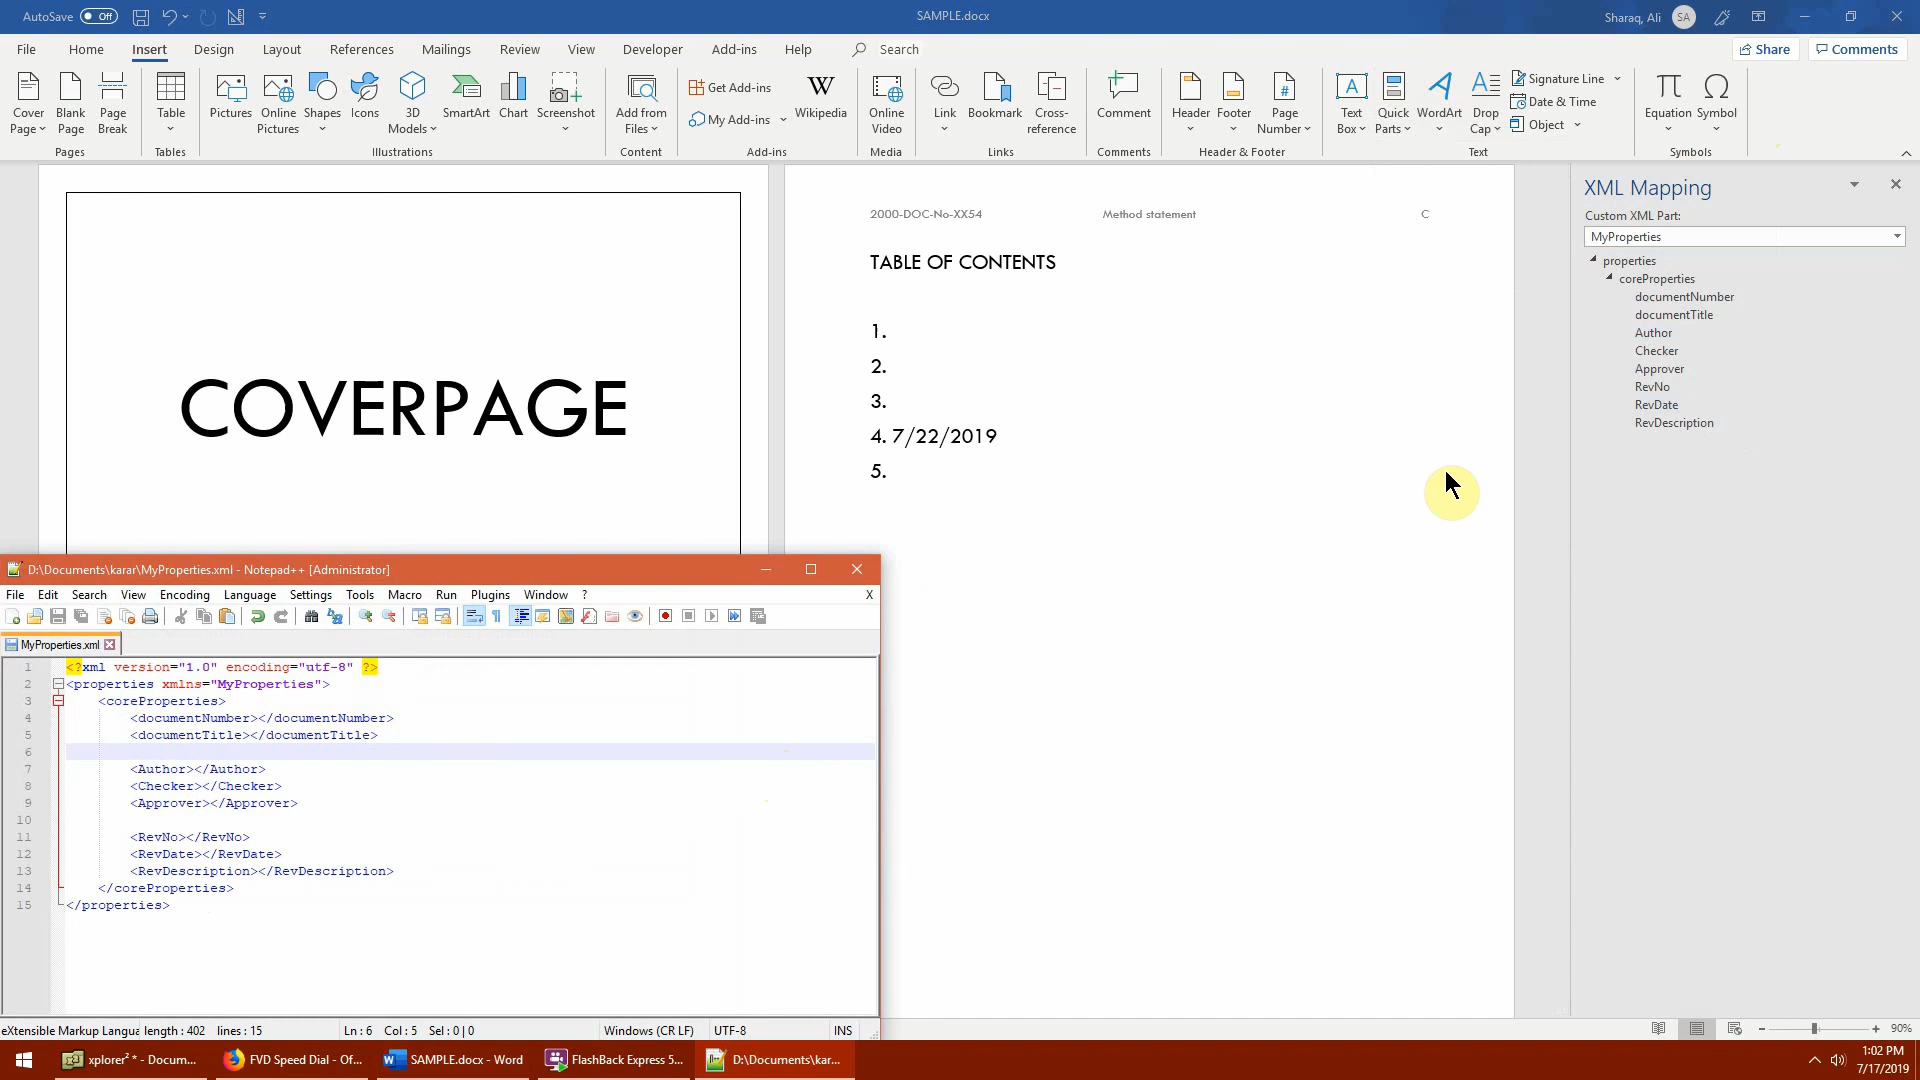 AutoSave Off SAMPLE.docx Sharaq, Ali SA
File Home Insert Design Layout References Mailings Review View Developer Add-ins Help Search Share Comments
Cover Page Blank Page Page Break Table Pictures Online Pictures Shapes Icons 3D Models SmartArt Chart Screenshot Add from Files Get Add-ins My Add-ins Wikipedia Online Video Link Bookmark Cross-reference Comment Header Footer Page Number Text Box Quick Parts WordArt Drop Cap Signature Line Date & Time Object Equation Symbol
Pages Tables Illustrations Content Add-ins Media Links Comments Header & Footer Text Symbols
COVERPAGE
2000-DOC-No-XX54 Method statement C
TABLE OF CONTENTS
1.
2.
3.
4. 7/22/2019
5.
XML Mapping
Custom XML Part:
MyProperties
properties
coreProperties
documentNumber
documentTitle
Author
Checker
Approver
RevNo
RevDate
RevDescription
D:\Documents\karar\MyProperties.xml - Notepad++ [Administrator]
File Edit Search View Encoding Language Settings Tools Macro Run Plugins Window ? X
MyProperties.xml
1 <?xml version="1.0" encoding="utf-8" ?>
2 <properties xmlns="MyProperties">
3 <coreProperties>
4 <documentNumber></documentNumber>
5 <documentTitle></documentTitle>
6
7 <Author></Author>
8 <Checker></Checker>
9 <Approver></Approver>
10
11 <RevNo></RevNo>
12 <RevDate></RevDate>
13 <RevDescription></RevDescription>
14 </coreProperties>
15 </properties>
eXtensible Markup Langua length : 402 lines : 15 Ln : 6 Col : 5 Sel : 0 | 0 Windows (CR LF) UTF-8 INS
90%
xplorer² * - Docum... FVD Speed Dial - Of... SAMPLE.docx - Word FlashBack Express 5... D:\Documents\kar...
1:02 PM
7/17/2019